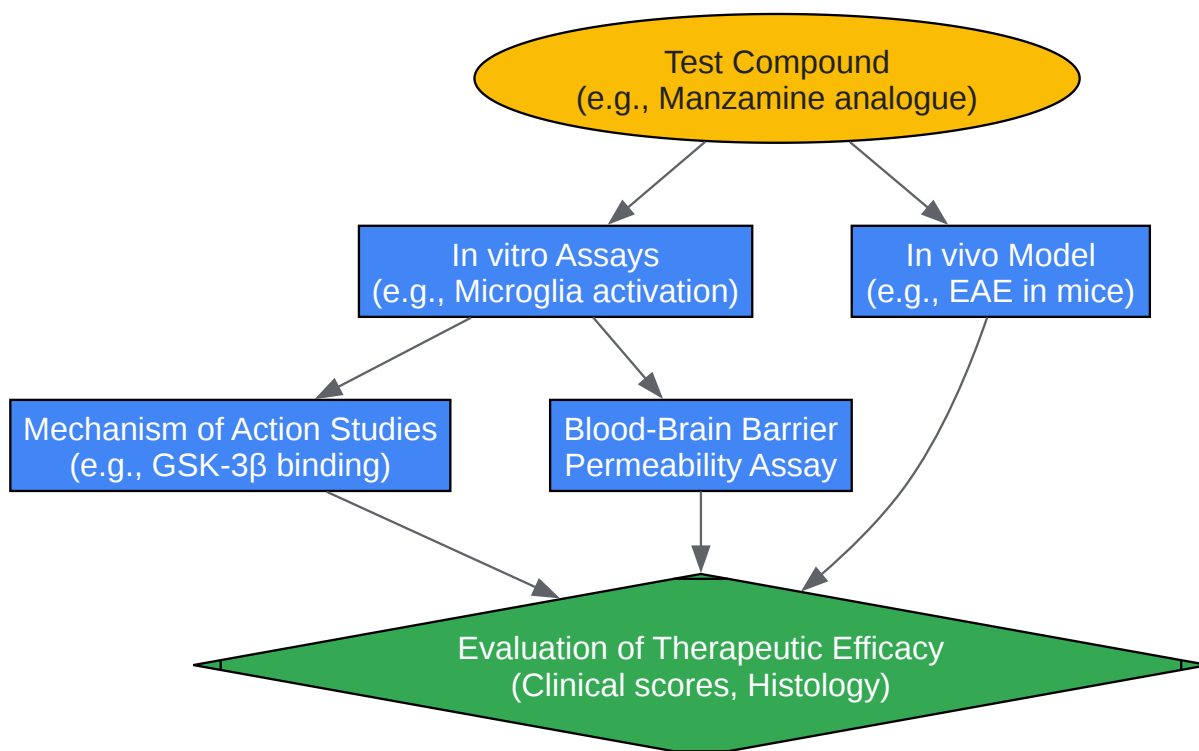 Test Compound
(e.g., Manzamine analogue)
In vitro Assays
(e.g., Microglia activation)
In vivo Model
(e.g., EAE in mice)
Mechanism of Action Studies
(e.g., GSK-3β binding)
Blood-Brain Barrier
Permeability Assay
Evaluation of Therapeutic Efficacy
(Clinical scores, Histology)